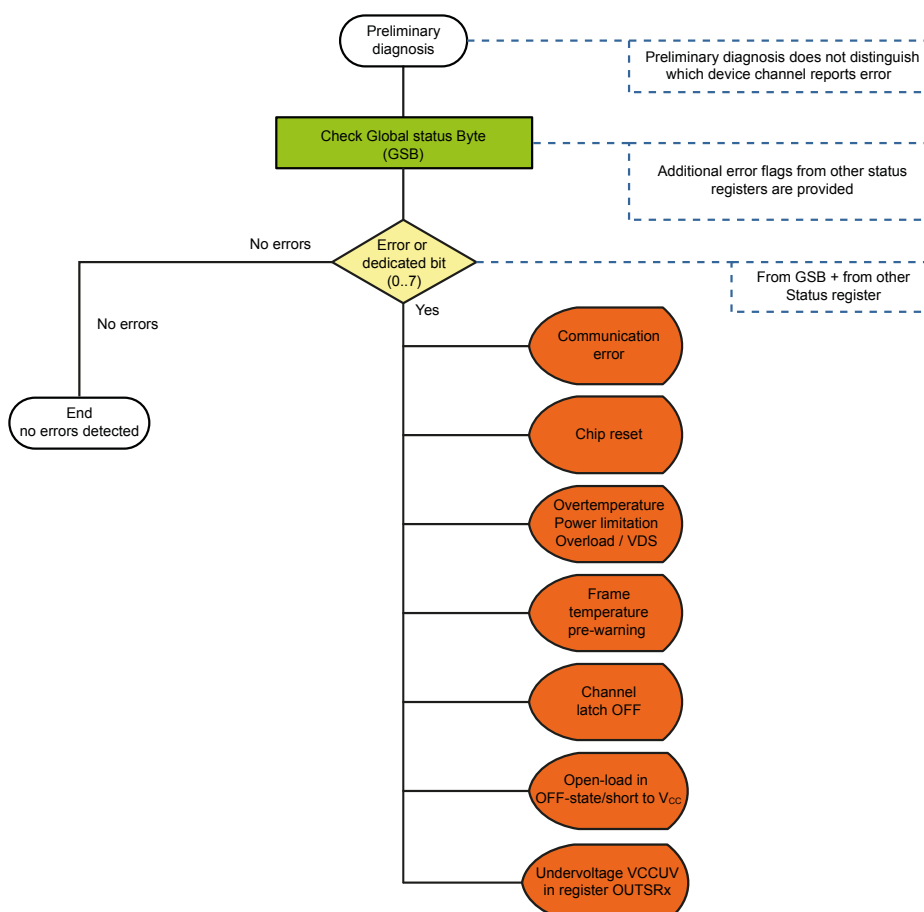 Preliminary
diagnosis
Preliminary diagnosis does not distinguish
which device channel reports error
Check Global status Byte
(GSB)
Additional error flags from other status
registers are provided
No errors
Error or
dedicated bit
(0..7)
From GSB + from other
Status register
Yes
No errors
Communication
error
End
no errors detected
Chip reset
Overtemperature
Power limitation
Overload / VDS
Frame
temperature
pre-warning
Channel
latch OFF
Open-load in
OFF-state/short to VCC
Undervoltage VCCUV
in register OUTSRx